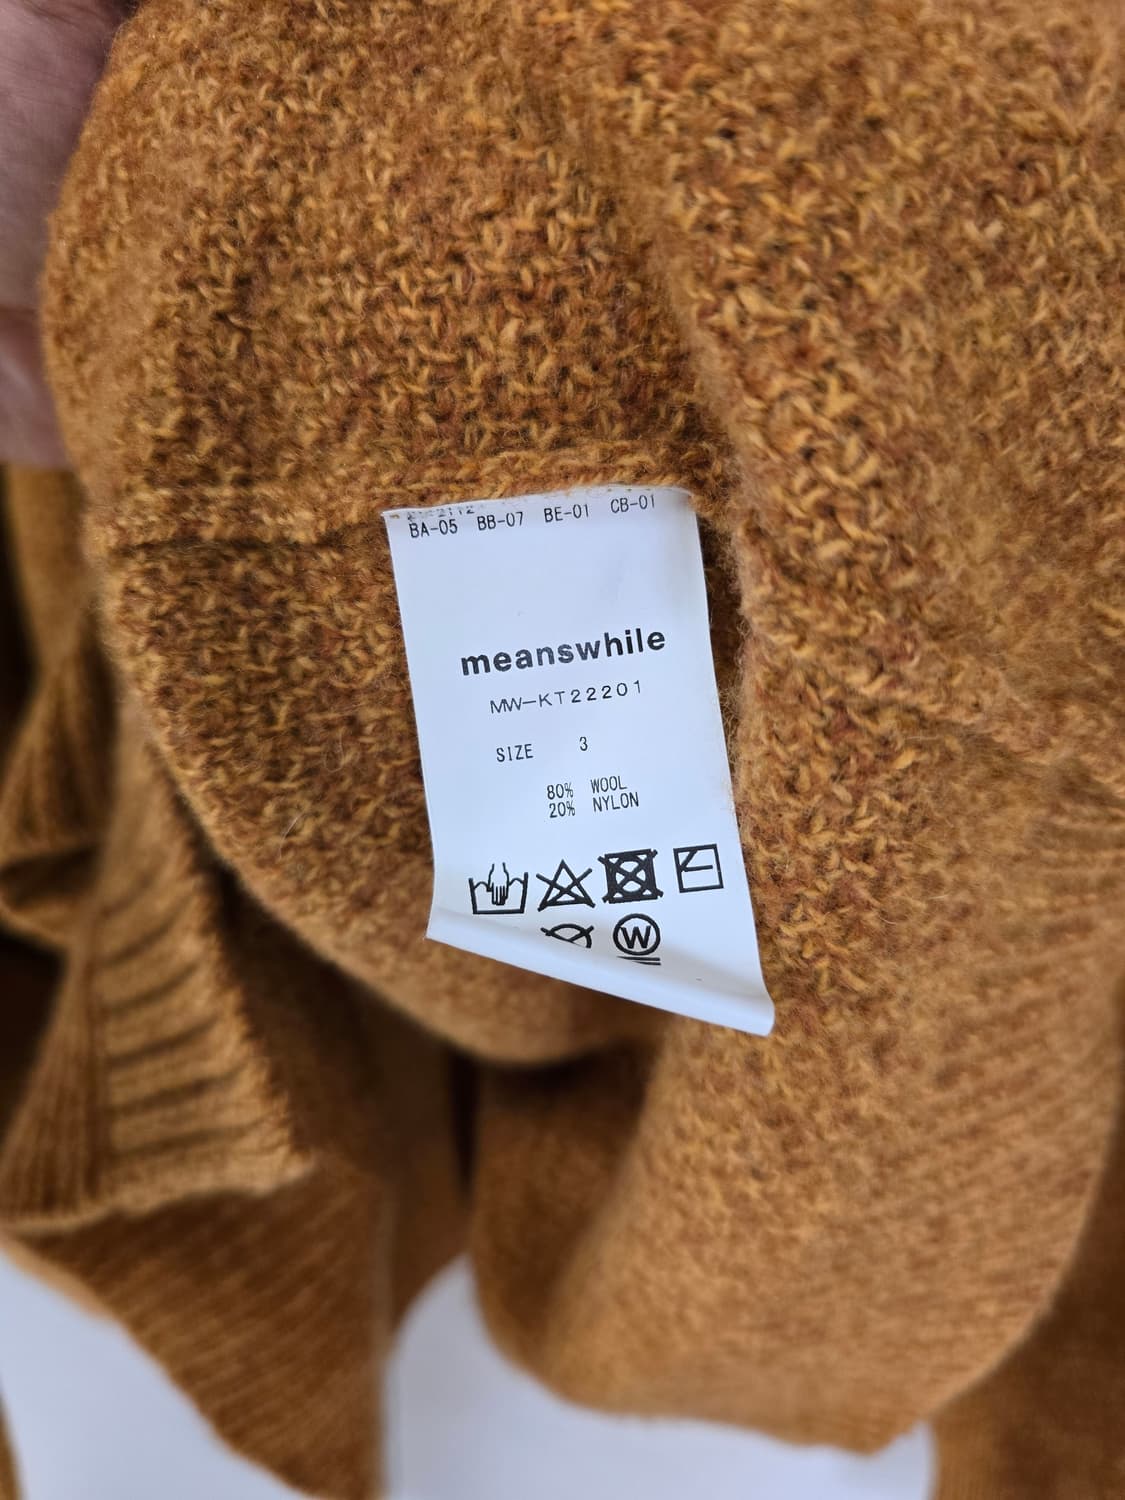 BA-05 BB-07 BE-01 CB-01
meanswhile
MW-KT22201
SIZE 3
80% WOOL
20% NYLON
W